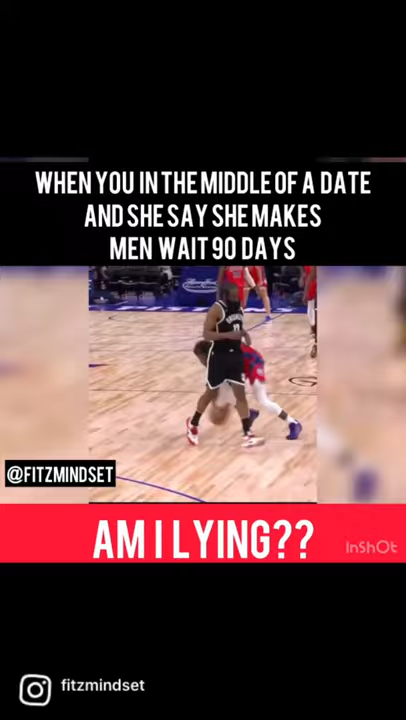 WHEN YOU IN THE MIDDLE OF A DATE
AND SHE SAY SHE MAKES
MEN WAIT 90 DAYS
@FITZMINDSET
AM I LYING??
InShOt
fitzmindset